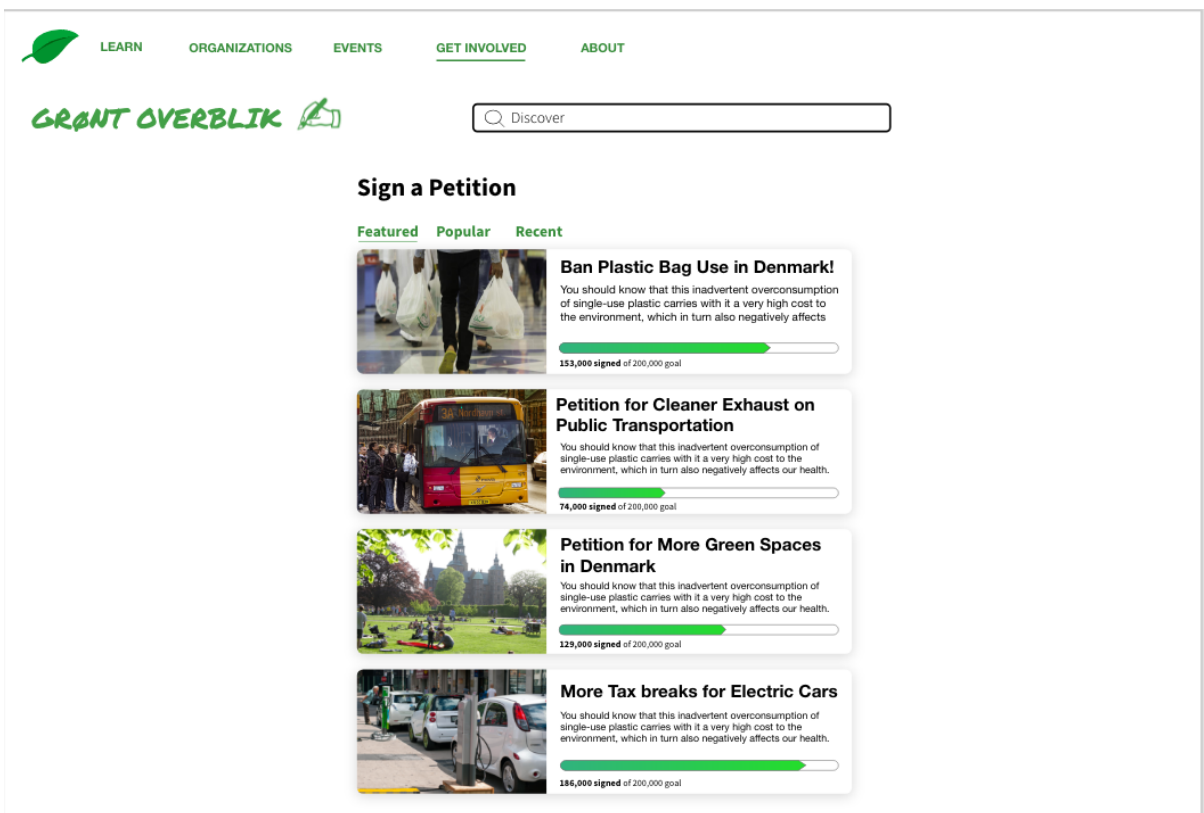 LEARN
ORGANIZATIONS
EVENTS
GET INVOLVED
ABOUT
GRØNT OVERBLIK
Discover
Sign a Petition
Featured
Popular
Recent
Ban Plastic Bag Use in Denmark!
You should know that this inadvertent overconsumption
of single-use plastic carries with it a very high cost to
the environment, which in turn also negatively affects
153,000 signed of 200,000 goal
3A Nordhavn st
Petition for Cleaner Exhaust on
Public Transportation
You should know that this inadvertent overconsumption of
single-use plastic carries with it a very high cost to the
environment, which in turn also negatively affects our health.
74,000 signed of 200,000 goal
Petition for More Green Spaces
in Denmark
You should know that this inadvertent overconsumption of
single-use plastic carries with it a very high cost to the
environment, which in turn also negatively affects our health.
129,000 signed of 200,000 goal
More Tax breaks for Electric Cars
You should know that this inadvertent overconsumption of
single-use plastic carries with it a very high cost to the
environment, which in turn also negatively affects our health.
186,000 signed of 200,000 goal